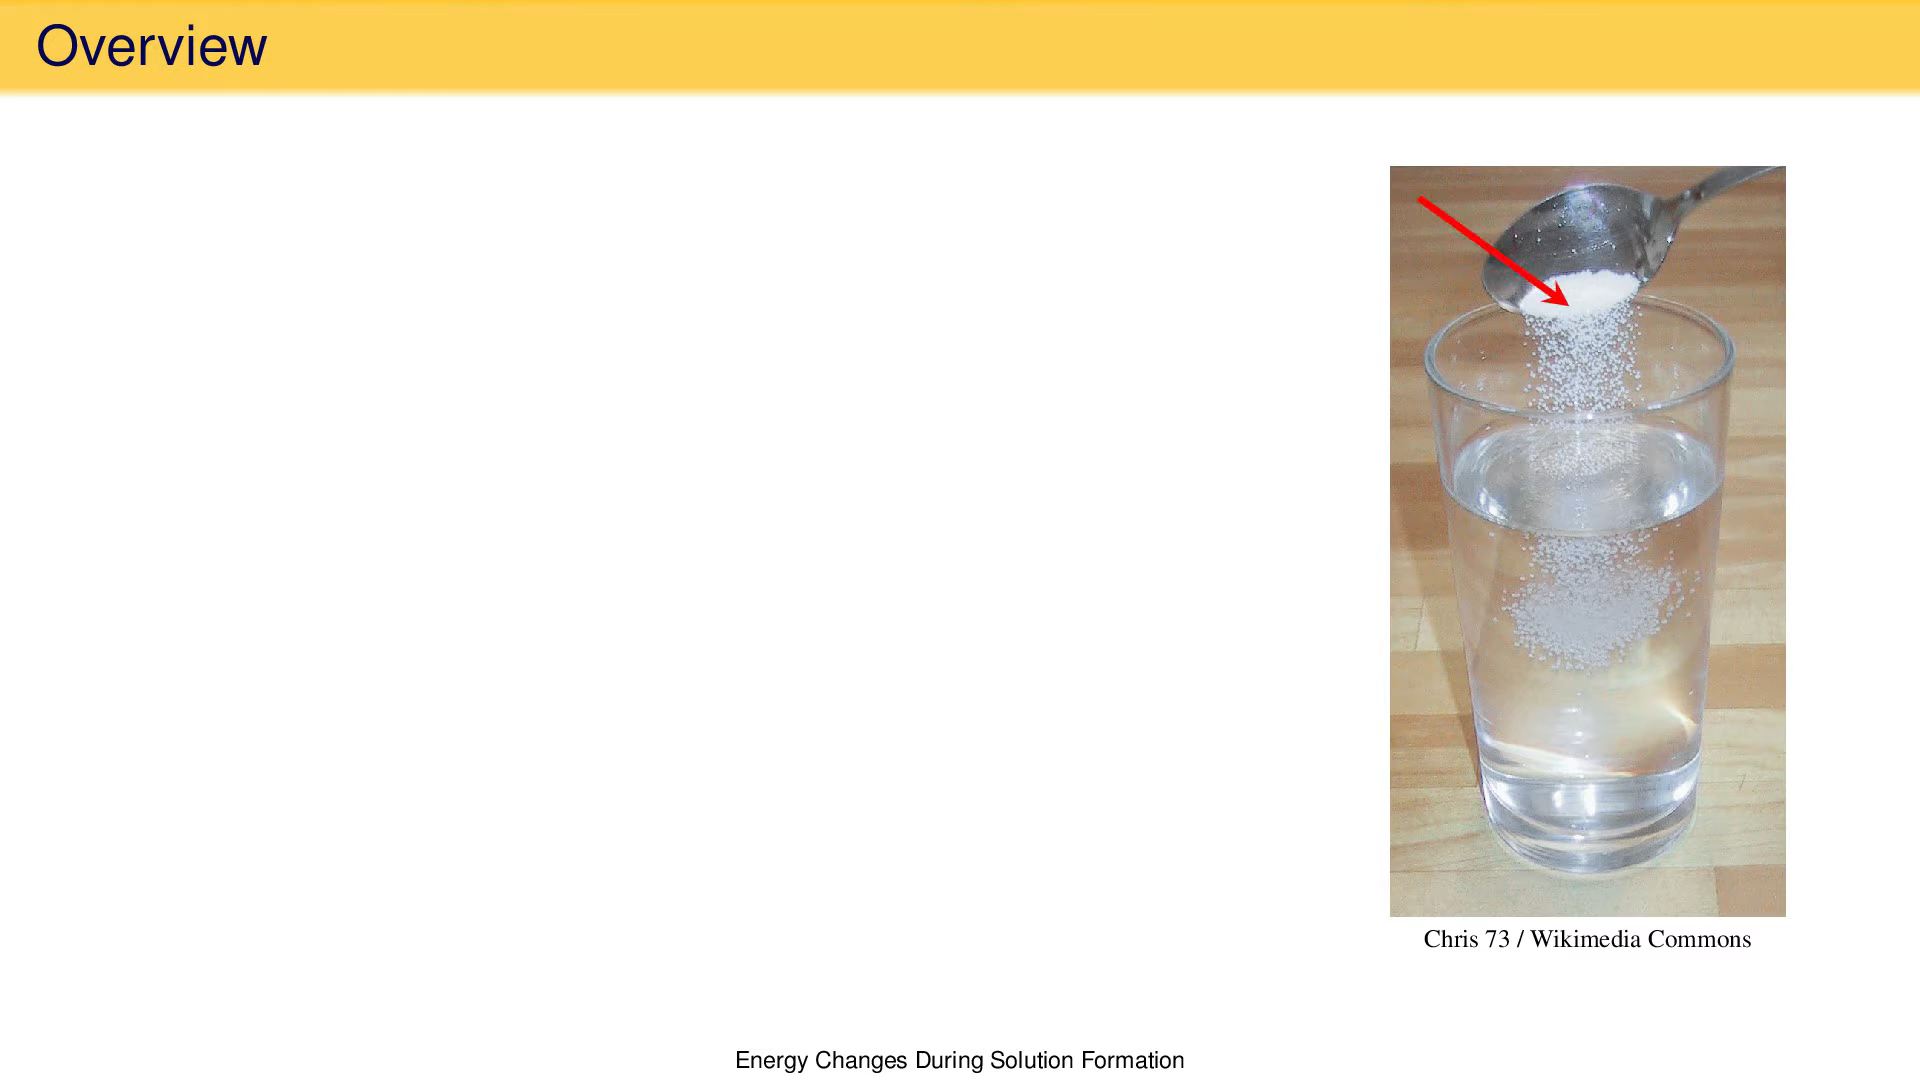 Overview
Chris 73 / Wikimedia Commons
Energy Changes During Solution Formation